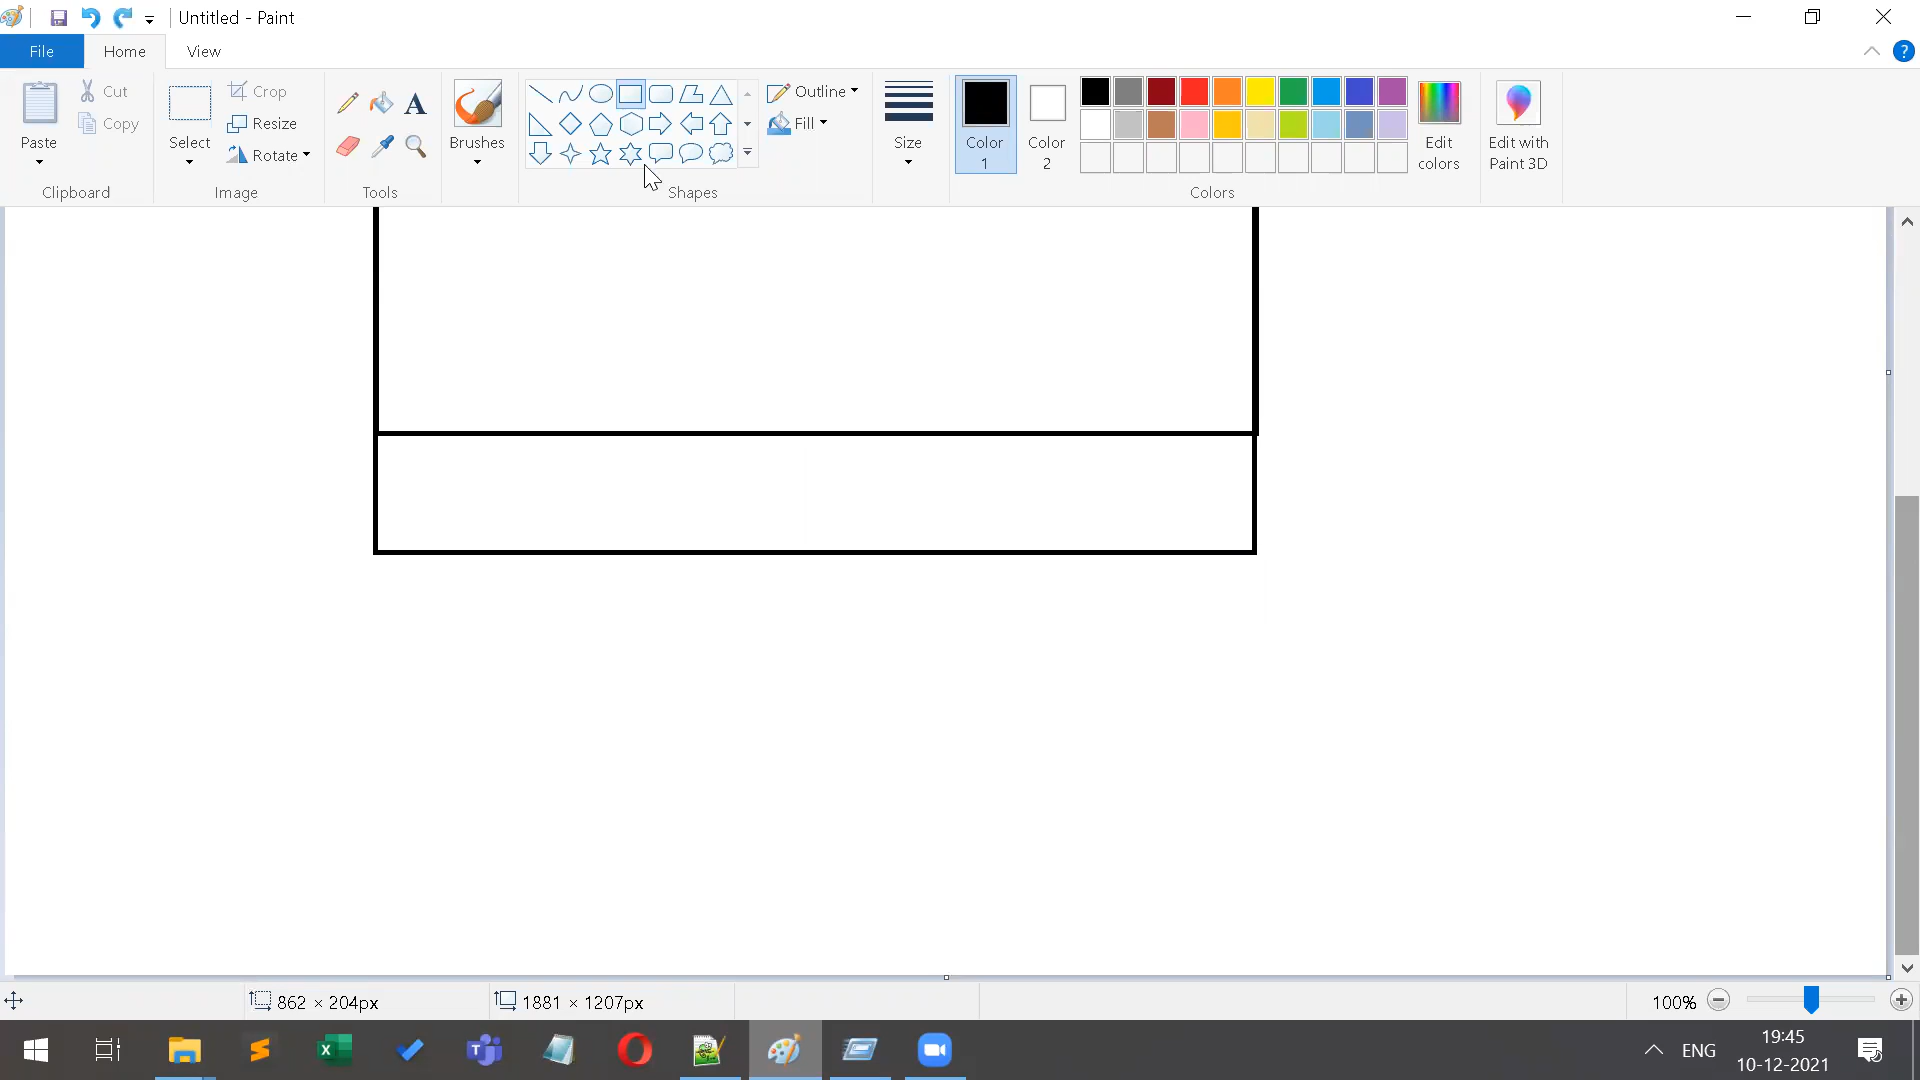 Untitled - Paint
File
Home
View
Paste
Cut
Copy
Clipboard
Select
Crop
Resize
Rotate
Image
A
Tools
Brushes
Outline
Fill
Shapes
Size
Color
1
Color
2
Edit
colors
Colors
Edit with
Paint 3D
?
862 × 204px
1881 × 1207px
100%
ENG
19:45
10-12-2021